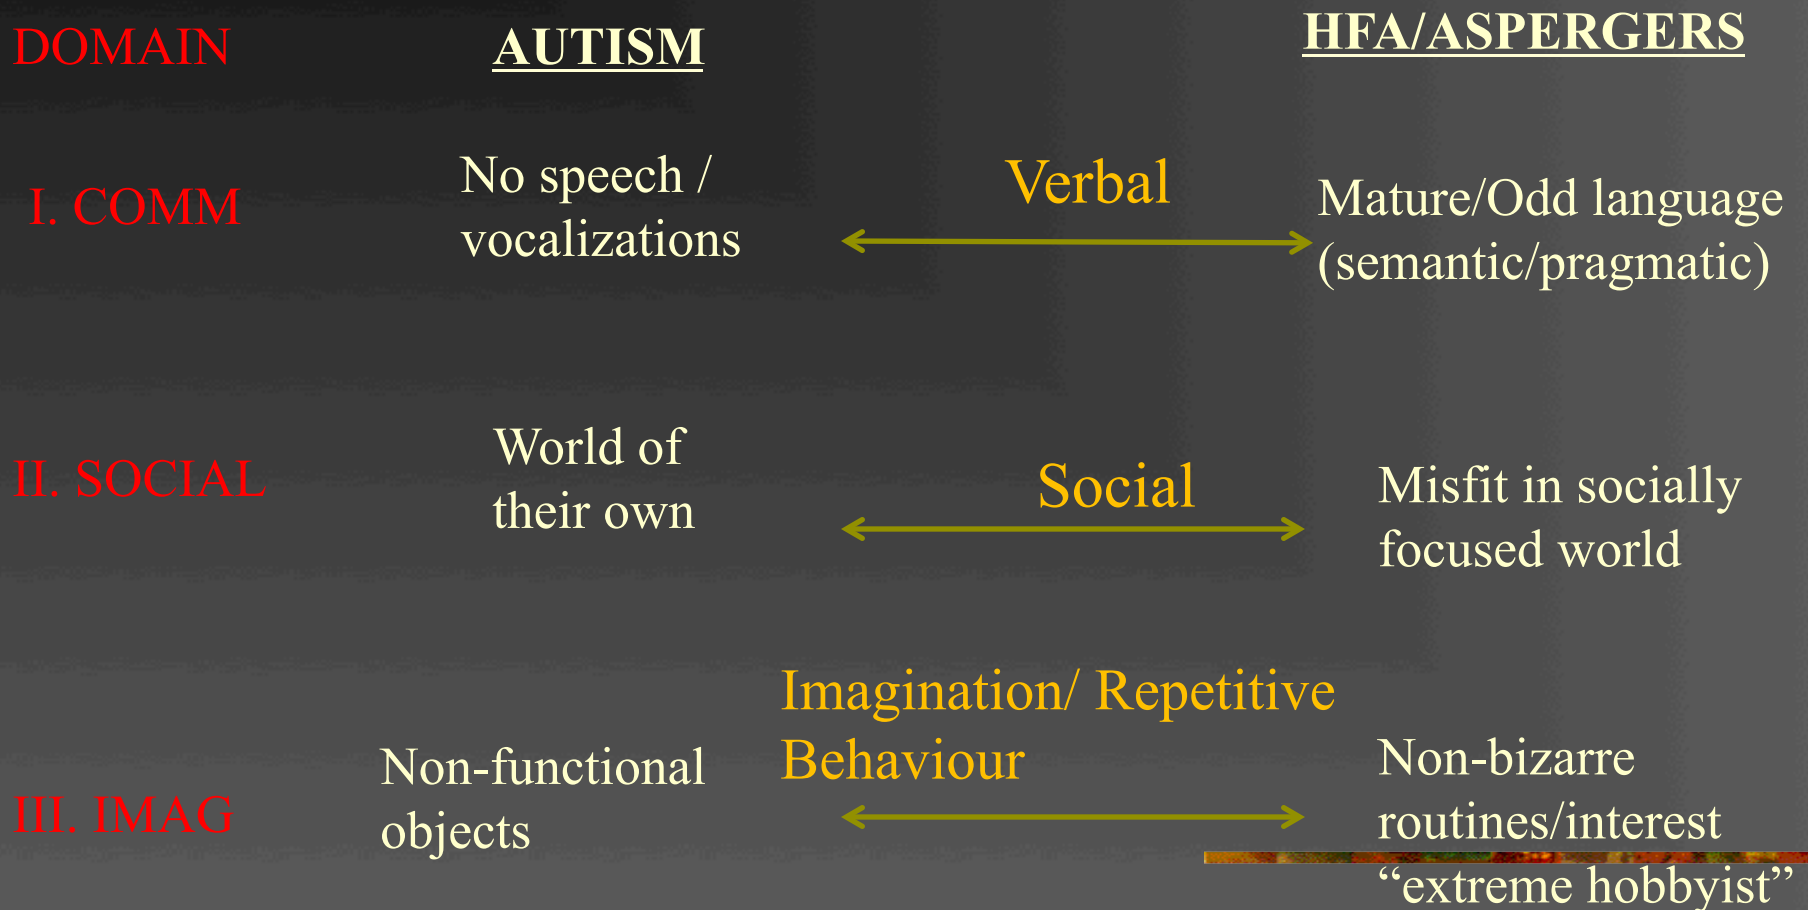 DOMAIN
AUTISM
HFA/ASPERGERS
I. COMM
No speech /
vocalizations
Verbal
Mature/Odd language
(semantic/pragmatic)
II. SOCIAL
World of
their own
Social
Misfit in socially
focused world
III. IMAG
Non-functional
objects
Imagination/ Repetitive
Behaviour
Non-bizarre
routines/interest
“extreme hobbyist”